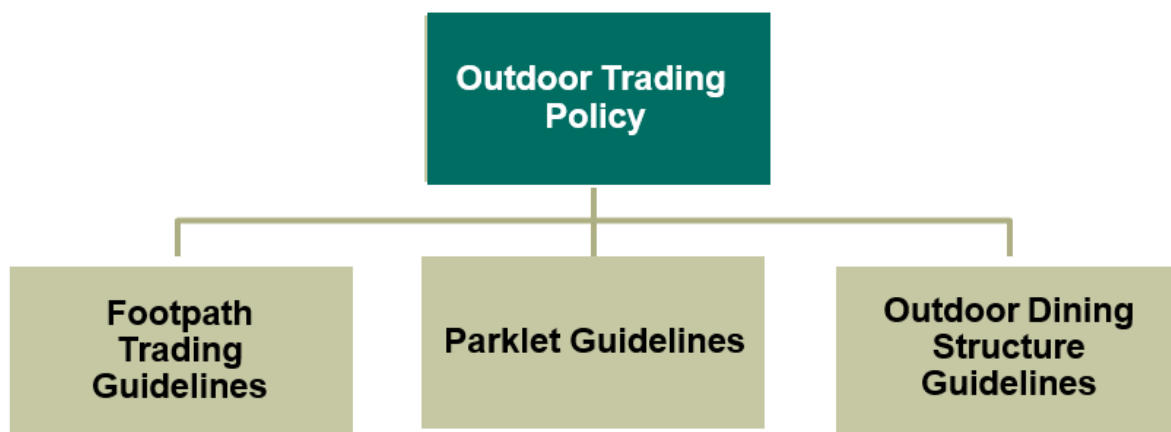 Outdoor Trading
Policy
Footpath
Trading
Guidelines
Parklet Guidelines
Outdoor Dining
Structure
Guidelines